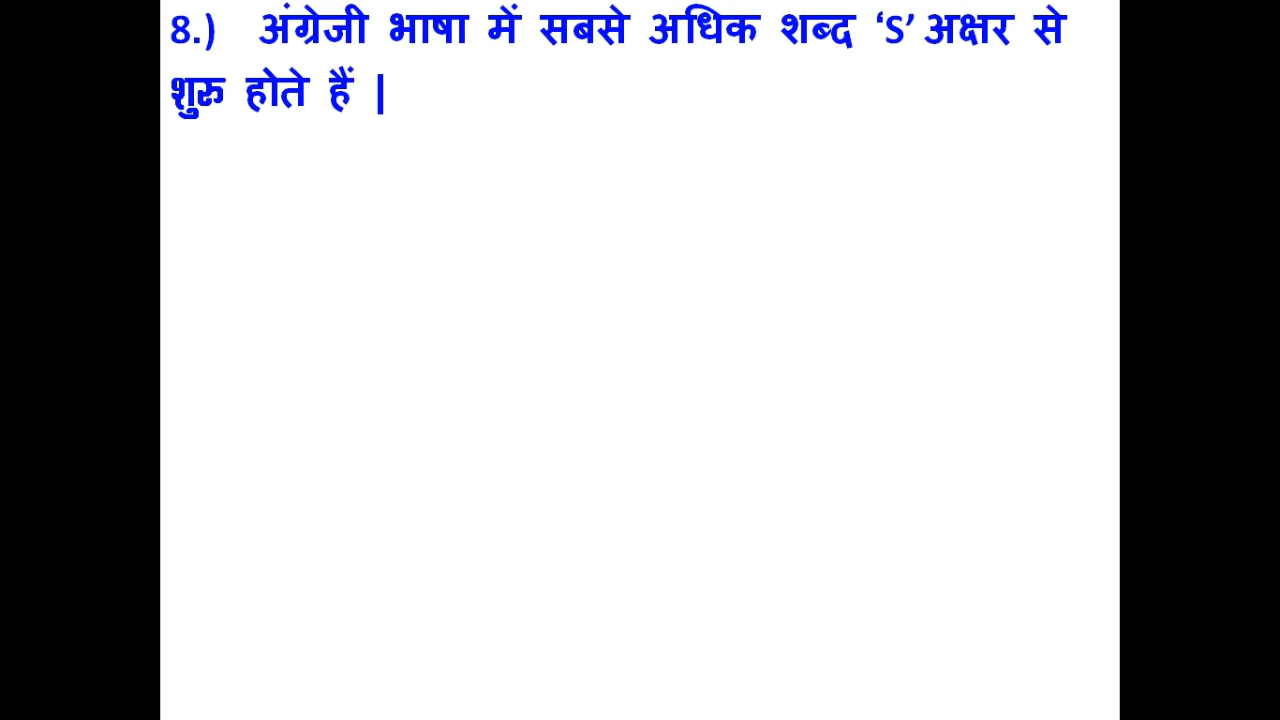 8.) अंग्रेजी भाषा में सबसे अधिक शब्द ‘S’ अक्षर से
शुरू होते हैं |